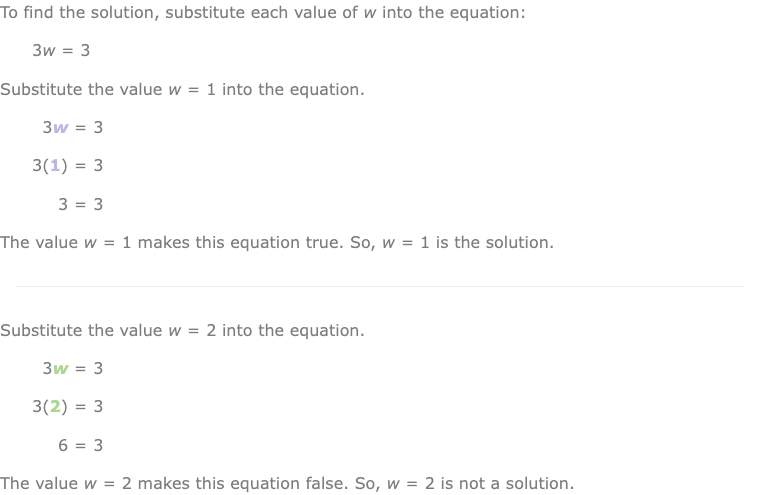 To find the solution, substitute each value of w into the equation:
3w = 3
Substitute the value w = 1 into the equation.
3w = 3
3(1) = 3
3 = 3
The value w = 1 makes this equation true. So, w = 1 is the solution.
Substitute the value w = 2 into the equation.
3w = 3
3(2) = 3
6 = 3
The value w = 2 makes this equation false. So, w = 2 is not a solution.